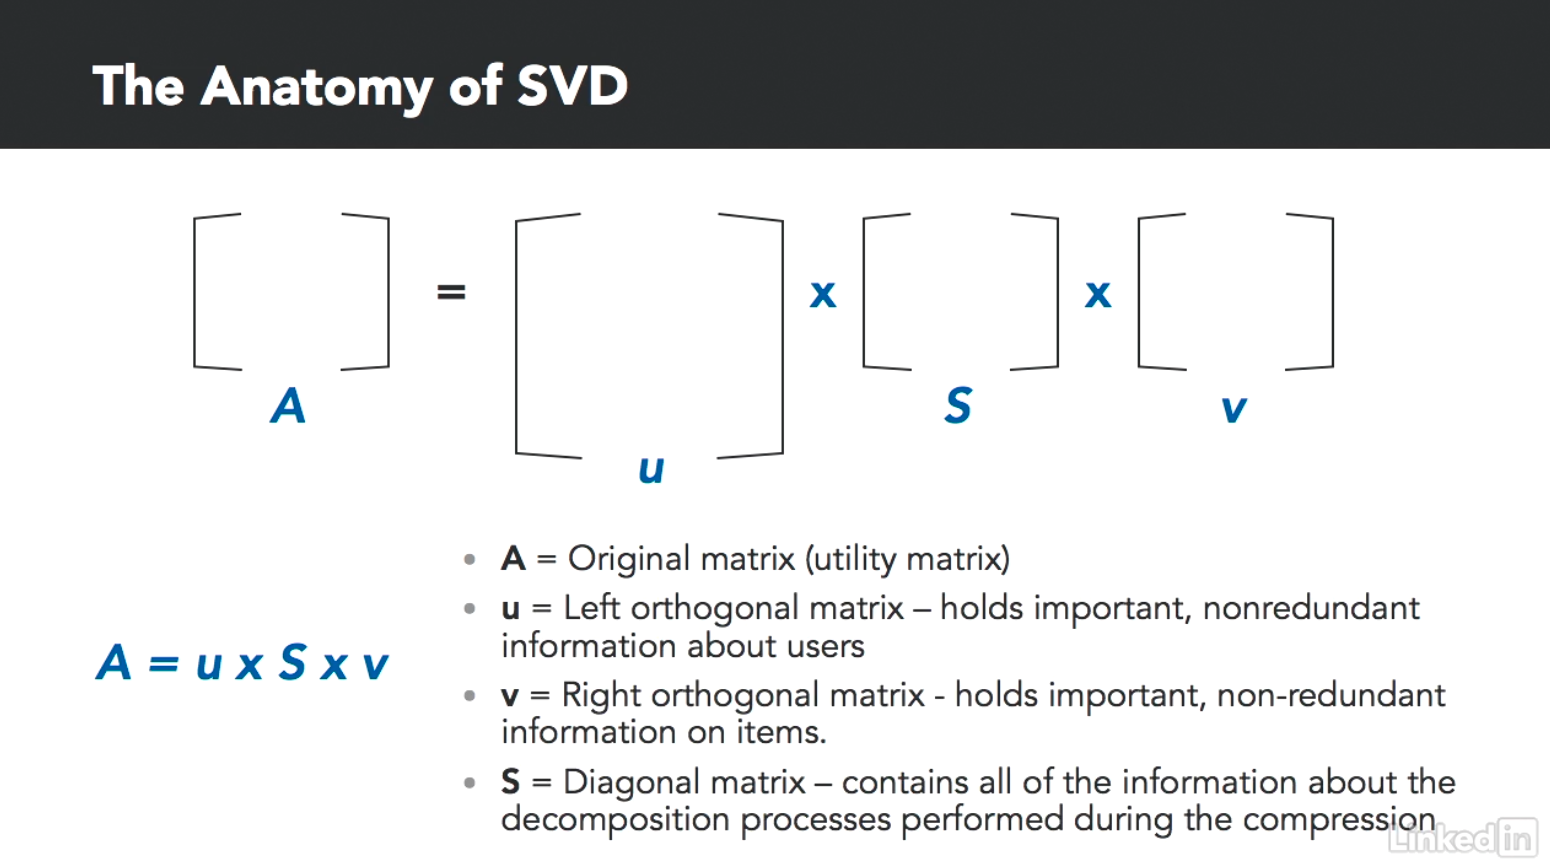 The Anatomy of SVD
= x x
A S v
u
• A = Original matrix (utility matrix)
• u = Left orthogonal matrix – holds important, nonredundant
information about users
A = u x S x v
• v = Right orthogonal matrix - holds important, non-redundant
information on items.
• S = Diagonal matrix – contains all of the information about the
decomposition processes performed during the compression
Linked in